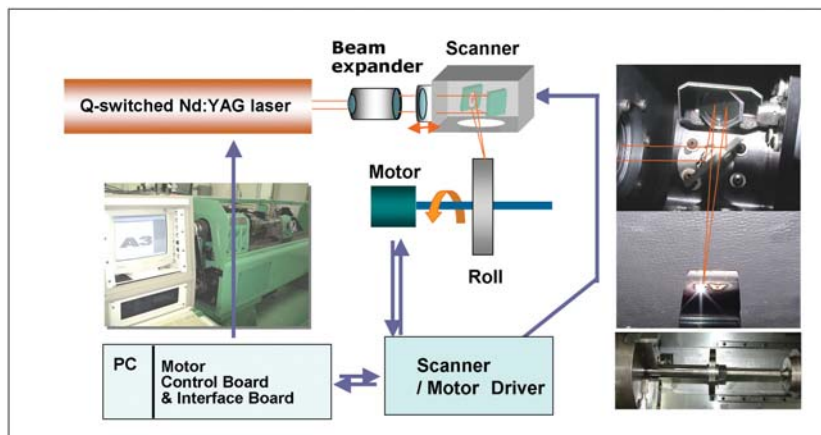 Beam
expander
Scanner
Q-switched Nd:YAG laser
Motor
Roll
A3
PC
Motor
Control Board
& Interface Board
Scanner
/ Motor Driver